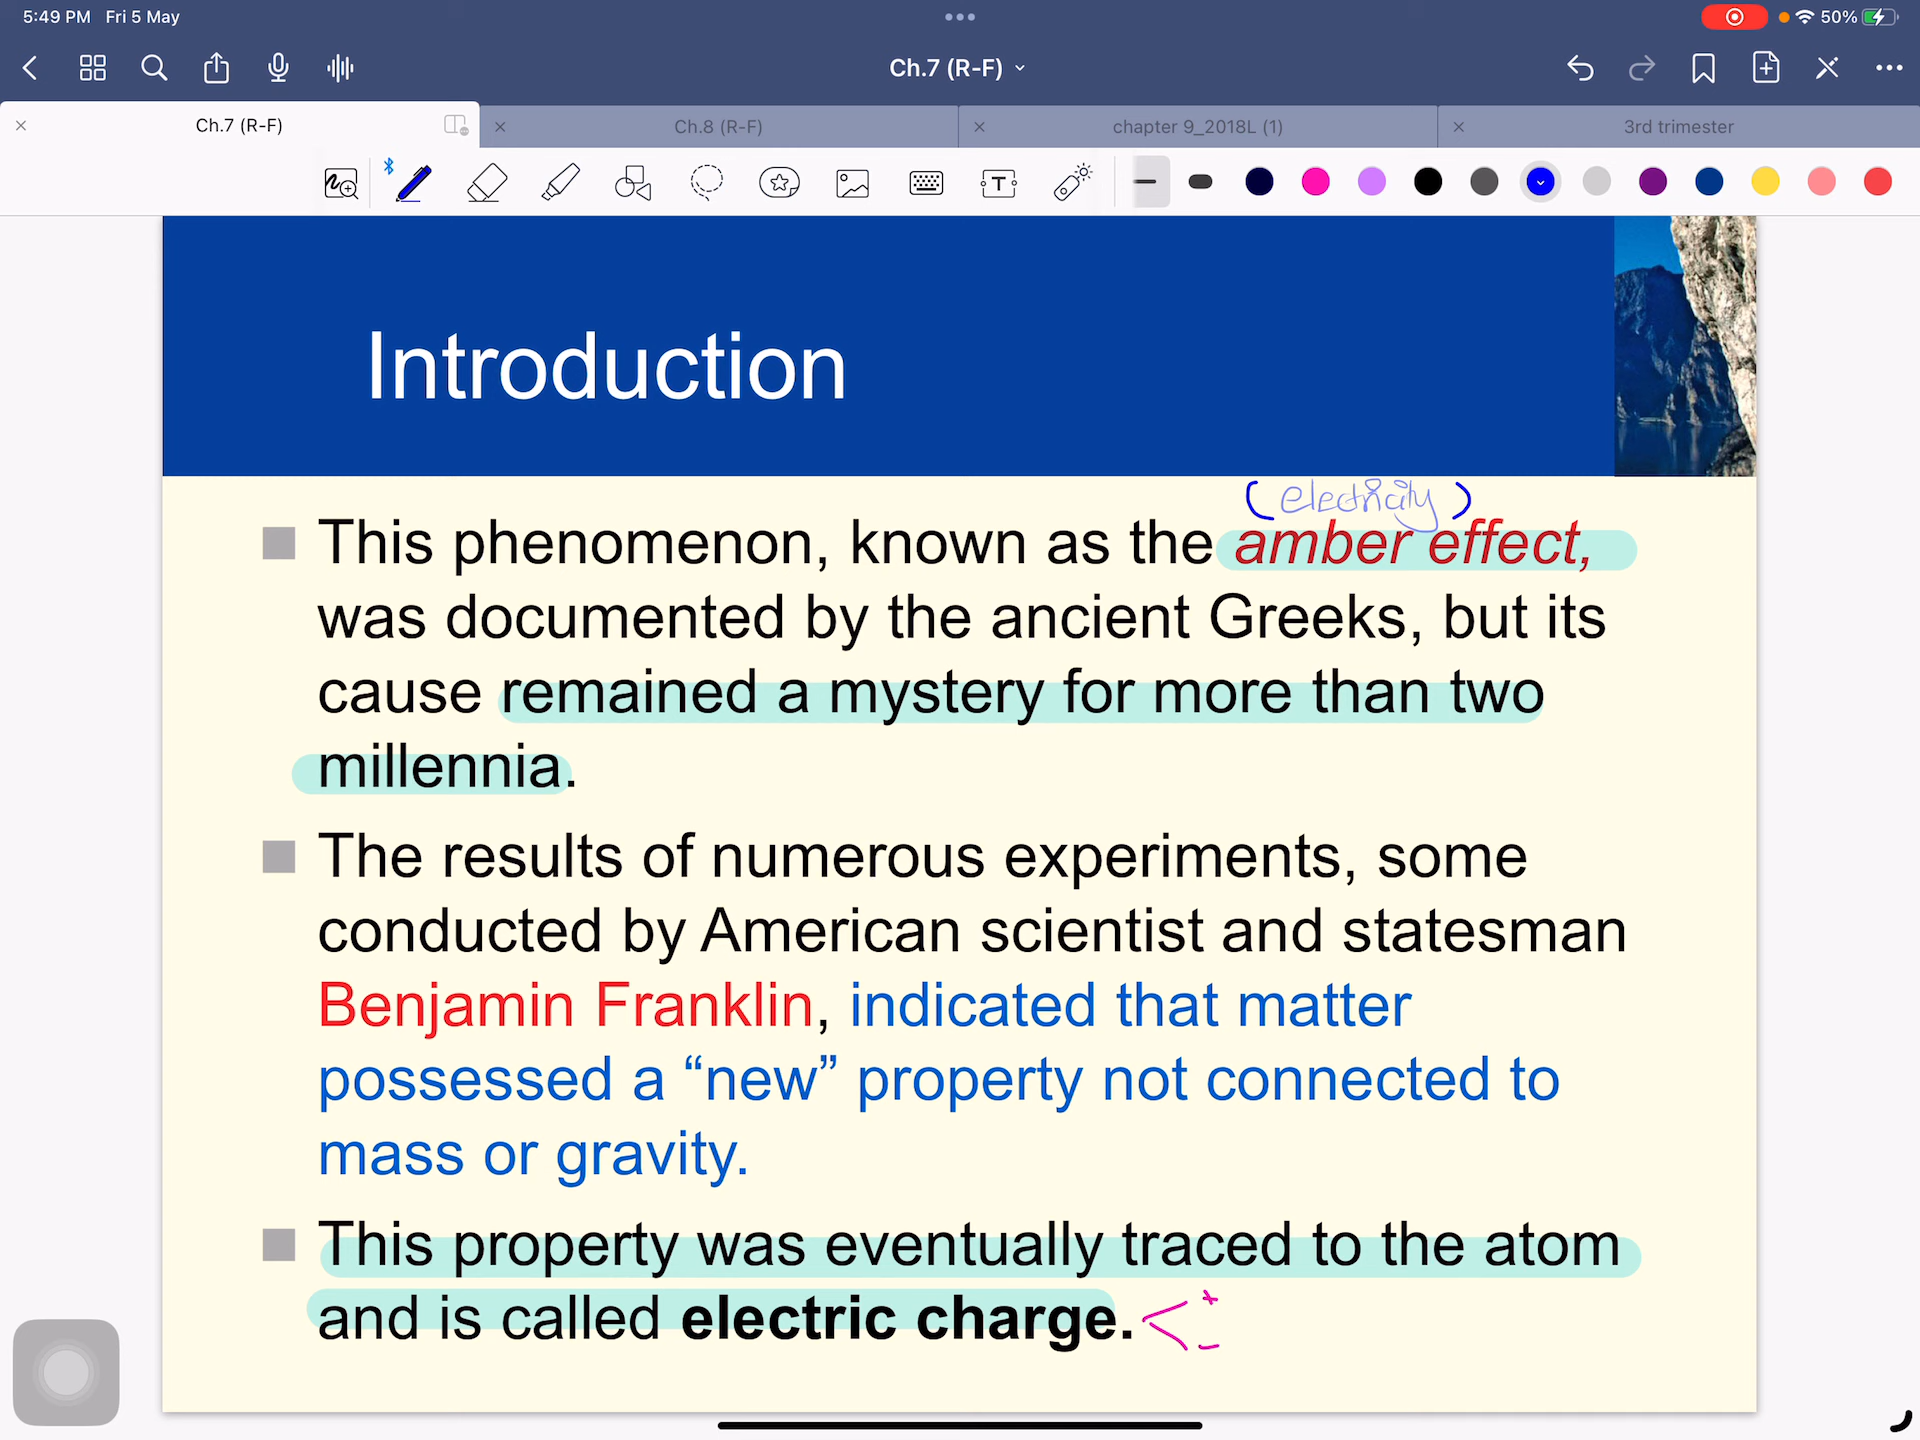 5:49 PM Fri 5 May
50%
Ch.7 (R-F)
Ch.7 (R-F)
Ch.8 (R-F)
chapter 9_2018L (1)
3rd trimester
T
Introduction
(electricity)
This phenomenon, known as the amber effect,
was documented by the ancient Greeks, but its
cause remained a mystery for more than two
millennia.
The results of numerous experiments, some
conducted by American scientist and statesman
Benjamin Franklin, indicated that matter
possessed a “new” property not connected to
mass or gravity.
This property was eventually traced to the atom
and is called electric charge. < + -